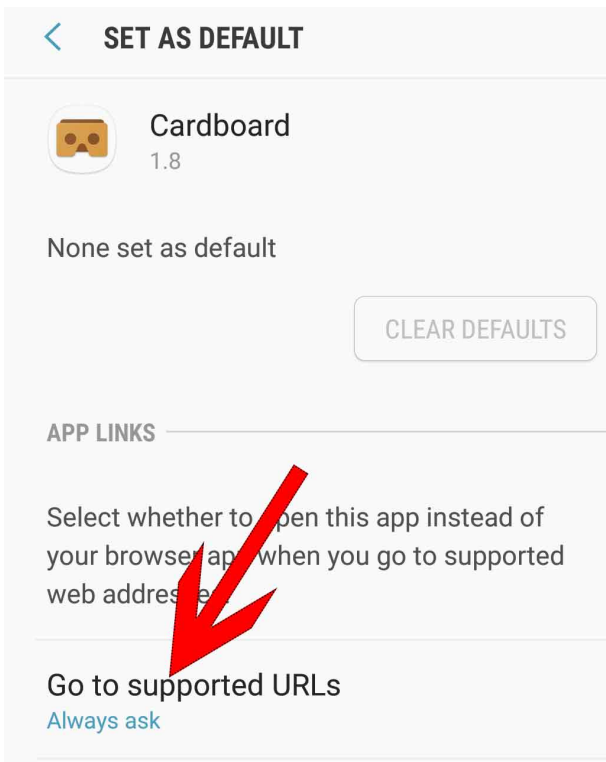 SET AS DEFAULT
Cardboard
1.8
None set as default
CLEAR DEFAULTS
APP LINKS
Select whether to open this app instead of
your browser app when you go to supported
web addresses.
Go to supported URLs
Always ask